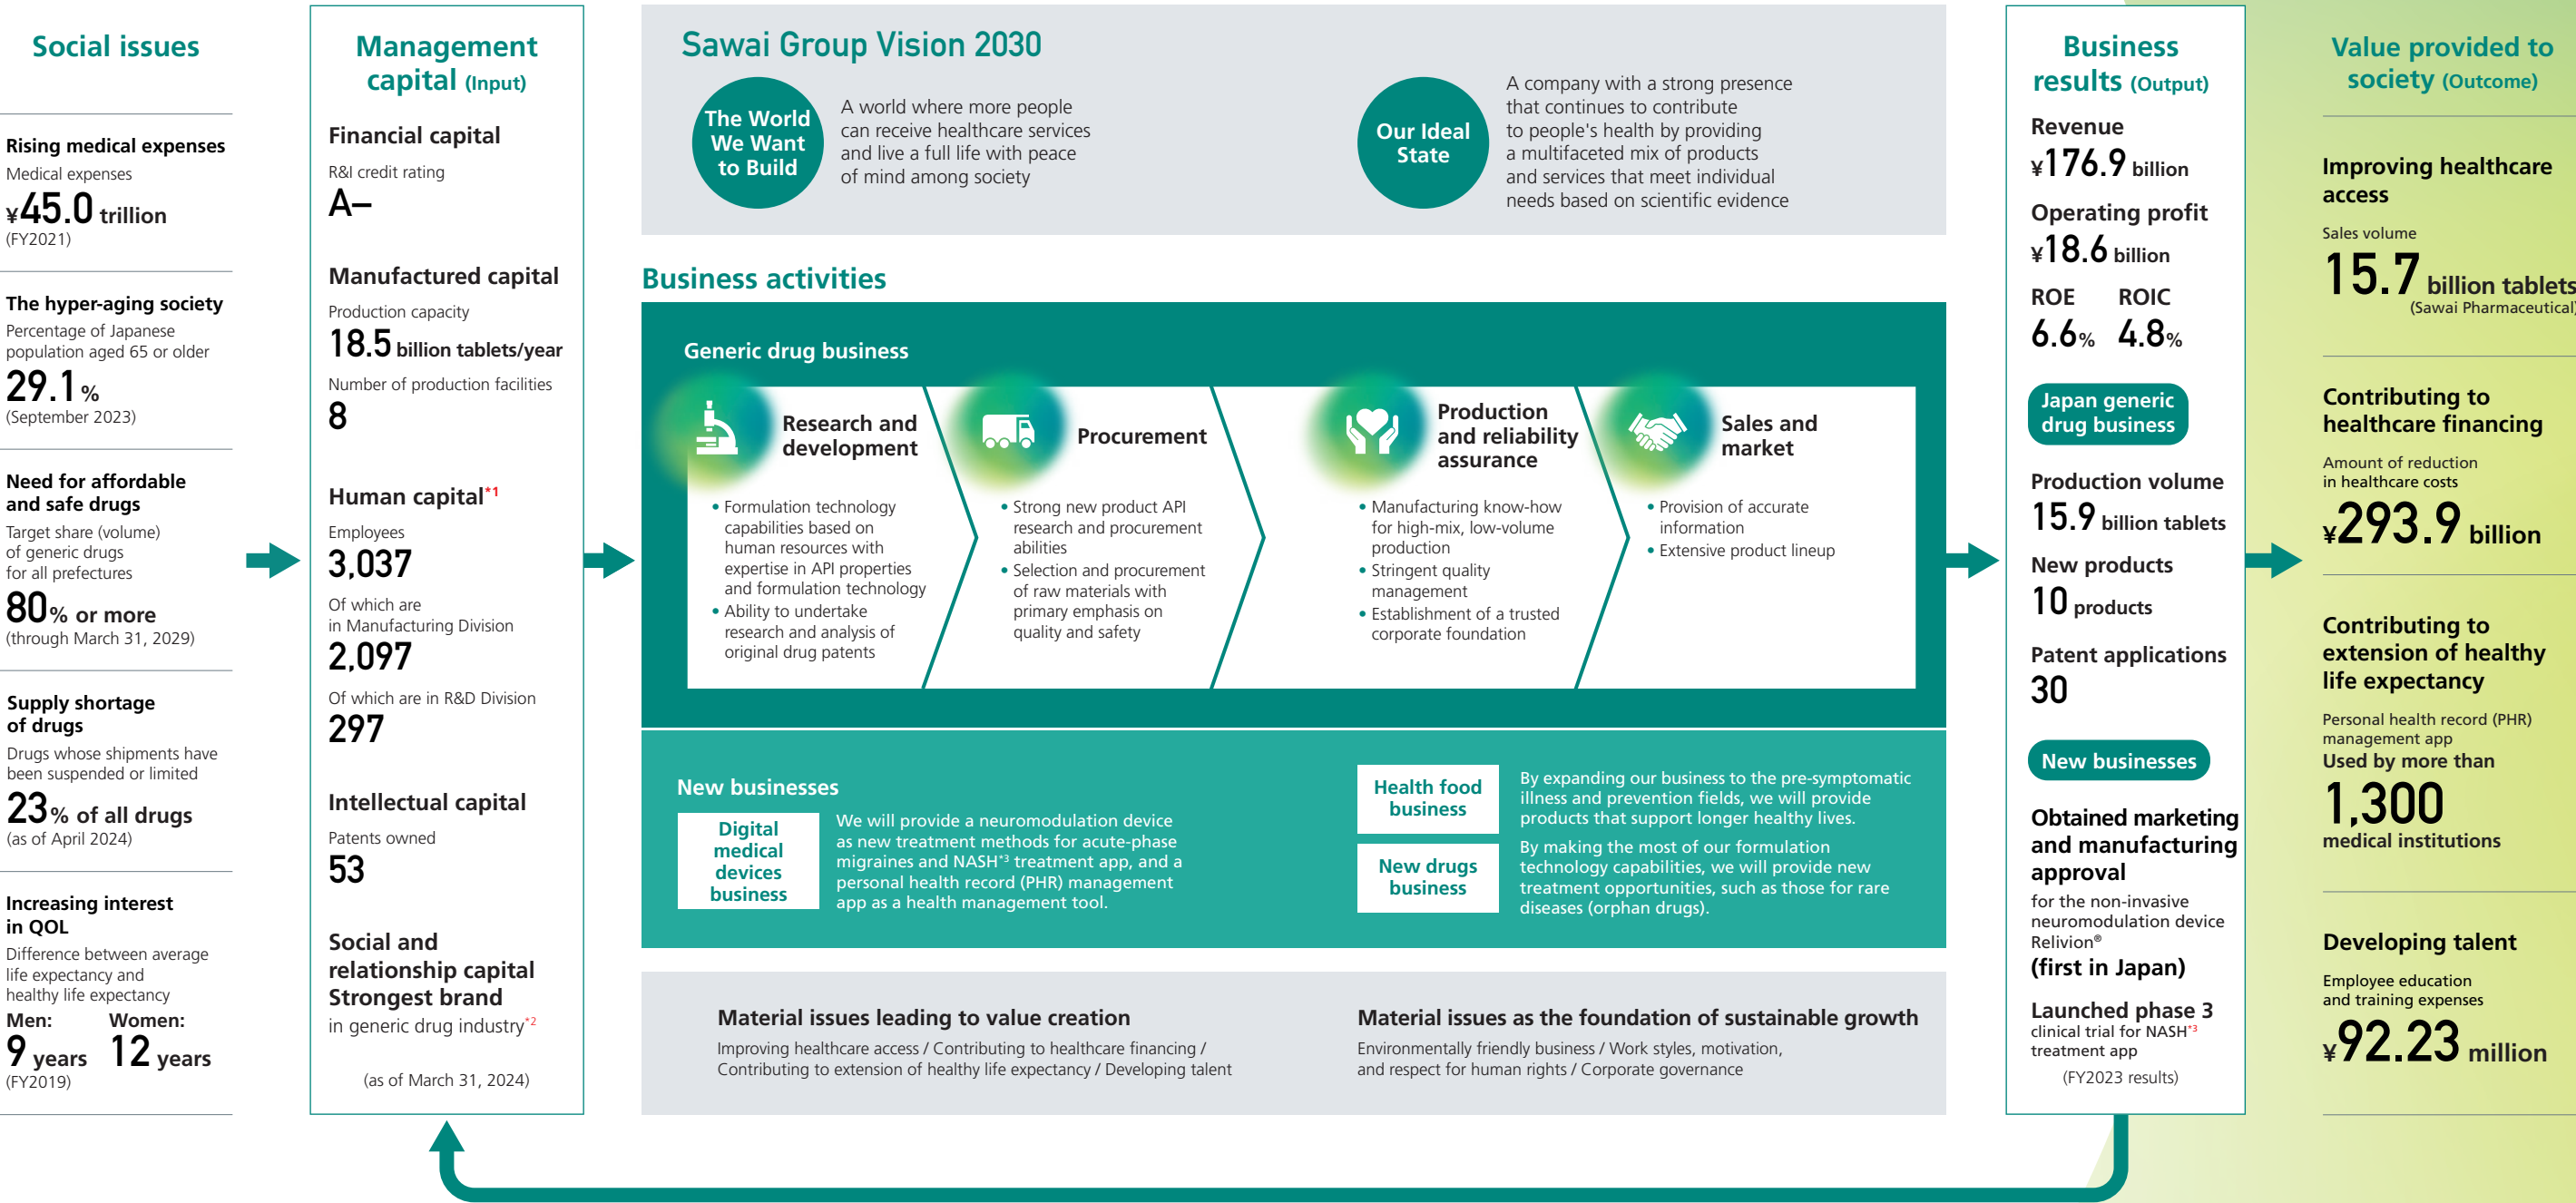 Social issues
Rising medical expenses
Medical expenses
¥45.0 trillion
(FY2021)
The hyper-aging society
Percentage of Japanese
population aged 65 or older
29.1%
(September 2023)
Need for affordable
and safe drugs
Target share (volume)
of generic drugs
for all prefectures
80% or more
(through March 31, 2029)
Supply shortage
of drugs
Drugs whose shipments have
been suspended or limited
23% of all drugs
(as of April 2024)
Increasing interest
in QOL
Difference between average
life expectancy and
healthy life expectancy
Men: Women:
9 years 12 years
(FY2019)
Management
capital (Input)
Financial capital
R&I credit rating
A–
Manufactured capital
Production capacity
18.5 billion tablets/year
Number of production facilities
8
Human capital*1
Employees
3,037
Of which are
in Manufacturing Division
2,097
Of which are in R&D Division
297
Intellectual capital
Patents owned
53
Social and
relationship capital
Strongest brand
in generic drug industry*2
(as of March 31, 2024)
Sawai Group Vision 2030
The World
We Want
to Build
A world where more people
can receive healthcare services
and live a full life with peace
of mind among society
Our Ideal
State
A company with a strong presence
that continues to contribute
to people's health by providing
a multifaceted mix of products
and services that meet individual
needs based on scientific evidence
Business activities
Generic drug business
Research and
development
• Formulation technology
capabilities based on
human resources with
expertise in API properties
and formulation technology
• Ability to undertake
research and analysis of
original drug patents
Procurement
• Strong new product API
research and procurement
abilities
• Selection and procurement
of raw materials with
primary emphasis on
quality and safety
Production
and reliability
assurance
• Manufacturing know-how
for high-mix, low-volume
production
• Stringent quality
management
• Establishment of a trusted
corporate foundation
Sales and
market
• Provision of accurate
information
• Extensive product lineup
New businesses
Digital
medical
devices
business
We will provide a neuromodulation device
as new treatment methods for acute-phase
migraines and NASH*3 treatment app, and a
personal health record (PHR) management
app as a health management tool.
Health food
business
By expanding our business to the pre-symptomatic
illness and prevention fields, we will provide
products that support longer healthy lives.
New drugs
business
By making the most of our formulation
technology capabilities, we will provide new
treatment opportunities, such as those for rare
diseases (orphan drugs).
Material issues leading to value creation
Improving healthcare access / Contributing to healthcare financing /
Contributing to extension of healthy life expectancy / Developing talent
Material issues as the foundation of sustainable growth
Environmentally friendly business / Work styles, motivation,
and respect for human rights / Corporate governance
Business
results (Output)
Revenue
¥176.9 billion
Operating profit
¥18.6 billion
ROE ROIC
6.6% 4.8%
Japan generic
drug business
Production volume
15.9 billion tablets
New products
10 products
Patent applications
30
New businesses
Obtained marketing
and manufacturing
approval
for the non-invasive
neuromodulation device
Relivion®
(first in Japan)
Launched phase 3
clinical trial for NASH*3
treatment app
(FY2023 results)
Value provided to
society (Outcome)
Improving healthcare
access
Sales volume
15.7 billion tablets
(Sawai Pharmaceutical)
Contributing to
healthcare financing
Amount of reduction
in healthcare costs
¥293.9 billion
Contributing to
extension of healthy
life expectancy
Personal health record (PHR)
management app
Used by more than
1,300
medical institutions
Developing talent
Employee education
and training expenses
¥92.23 million